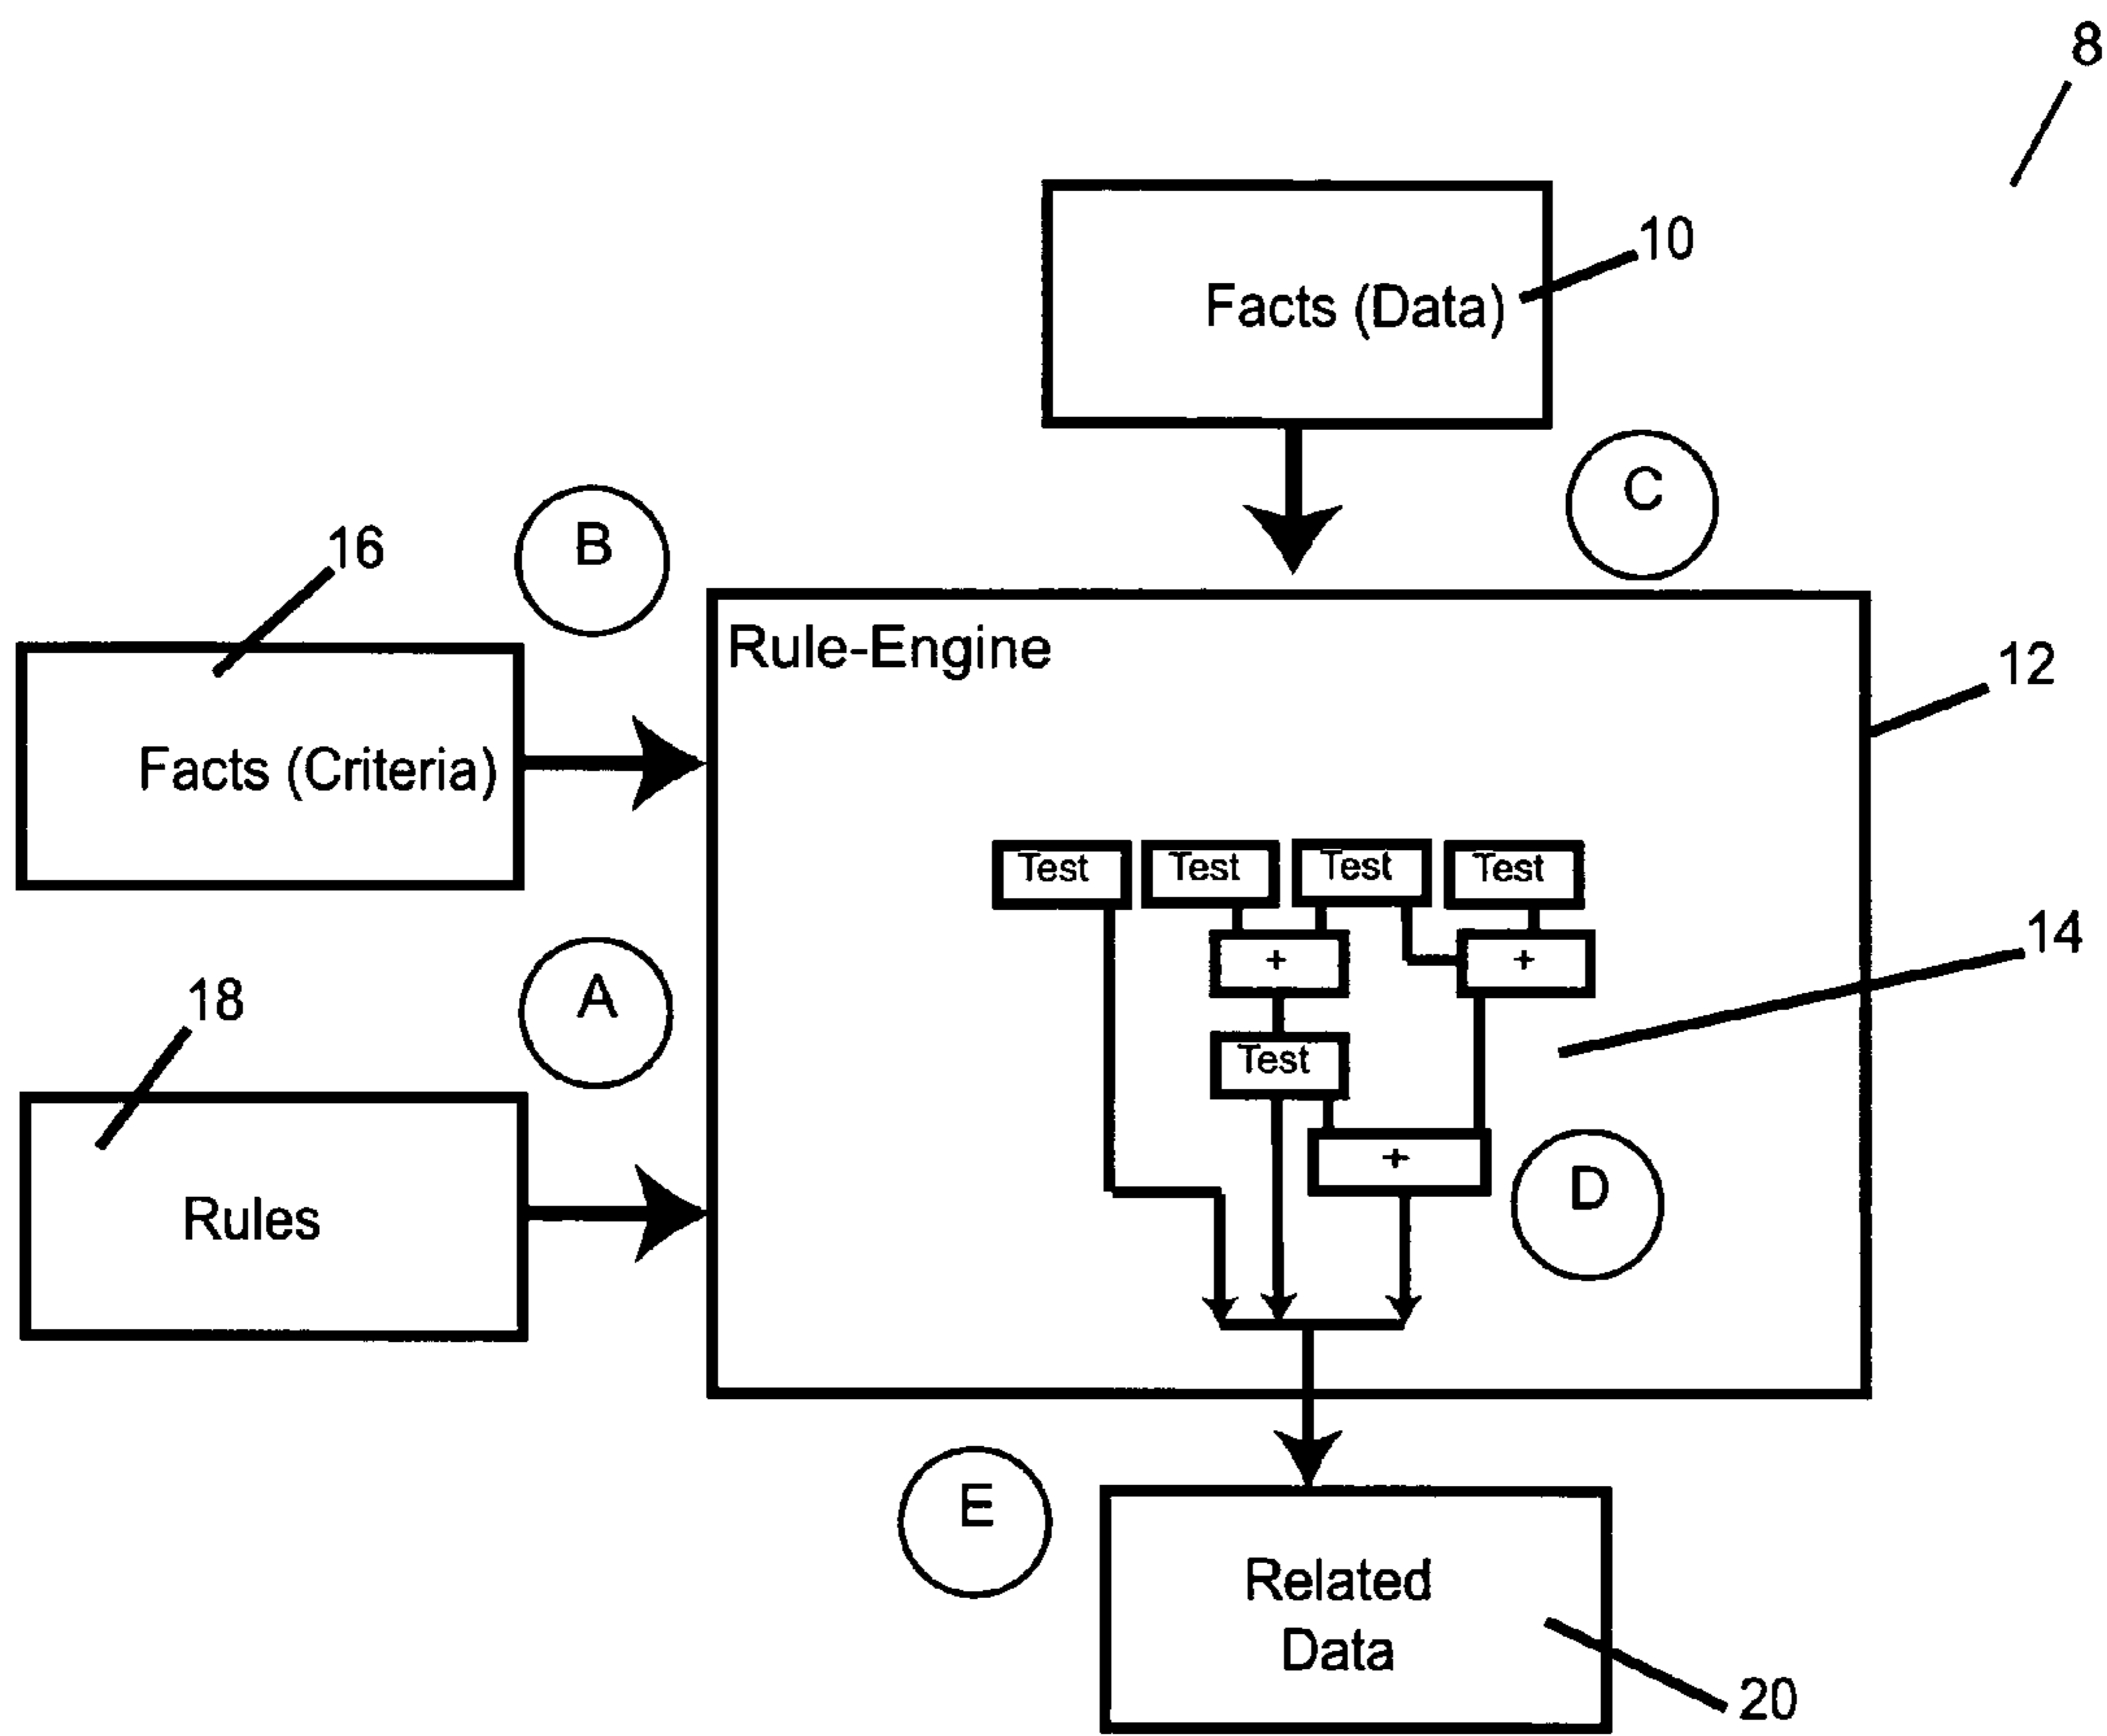 8
10
Facts (Data)
C
B
16
Rule-Engine
12
Facts (Criteria)
Test Test Test Test
14
+ +
A
18
Test
+
D
Rules
E
Related
Data
20